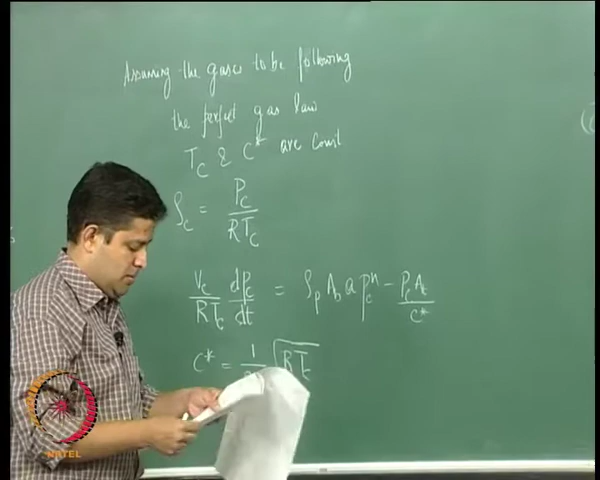 Assuming the gases to be following
the perfect gas law
T_C & C* are const
ρ_c = P_c / RT_C
V_c / RT_c dP_c / dt = ρ_p A_b a p_c^n - P_c A_t / c*
C* = 1 / √RT_c
NPTEL